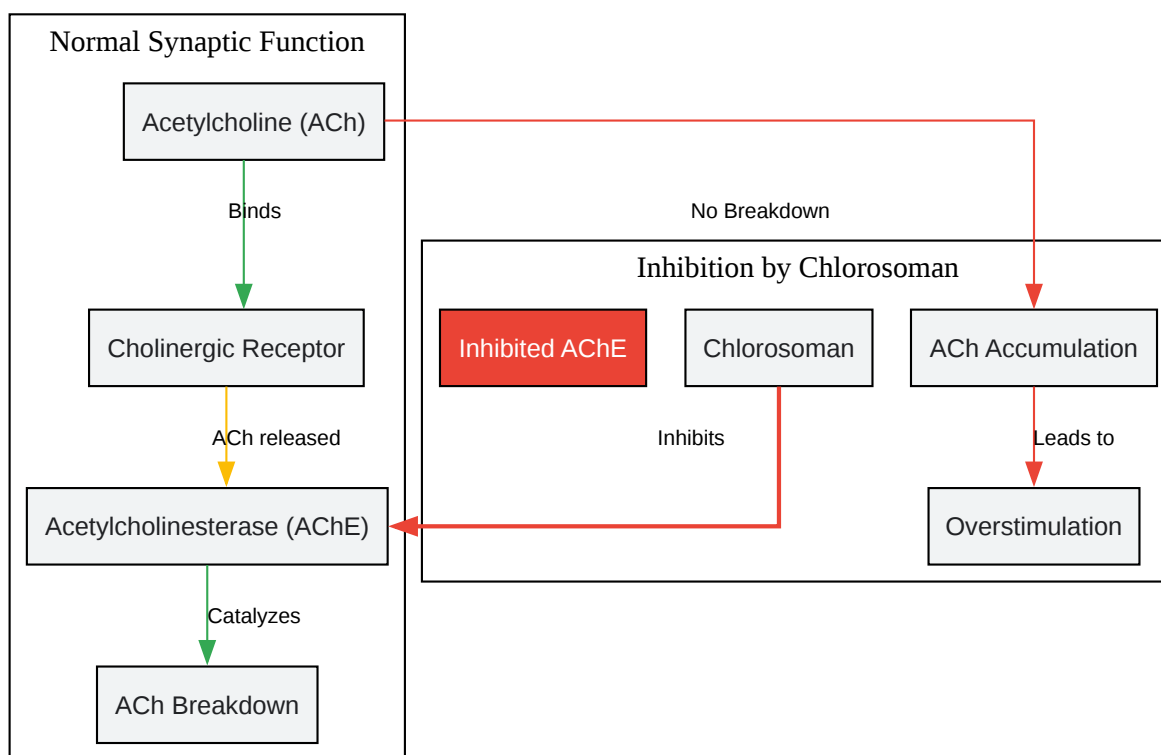 Normal Synaptic Function
Acetylcholine (ACh)
Binds
No Breakdown
Inhibition by Chlorosoman
Cholinergic Receptor
Inhibited AChE
Chlorosoman
ACh Accumulation
ACh released
Inhibits
Leads to
Acetylcholinesterase (AChE)
Overstimulation
Catalyzes
ACh Breakdown